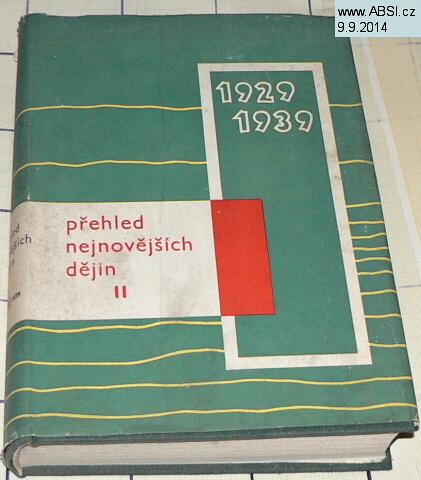 www.ABSI.cz
9.9.2014
1929
1939
přehled
nejnovějších
dějin
II